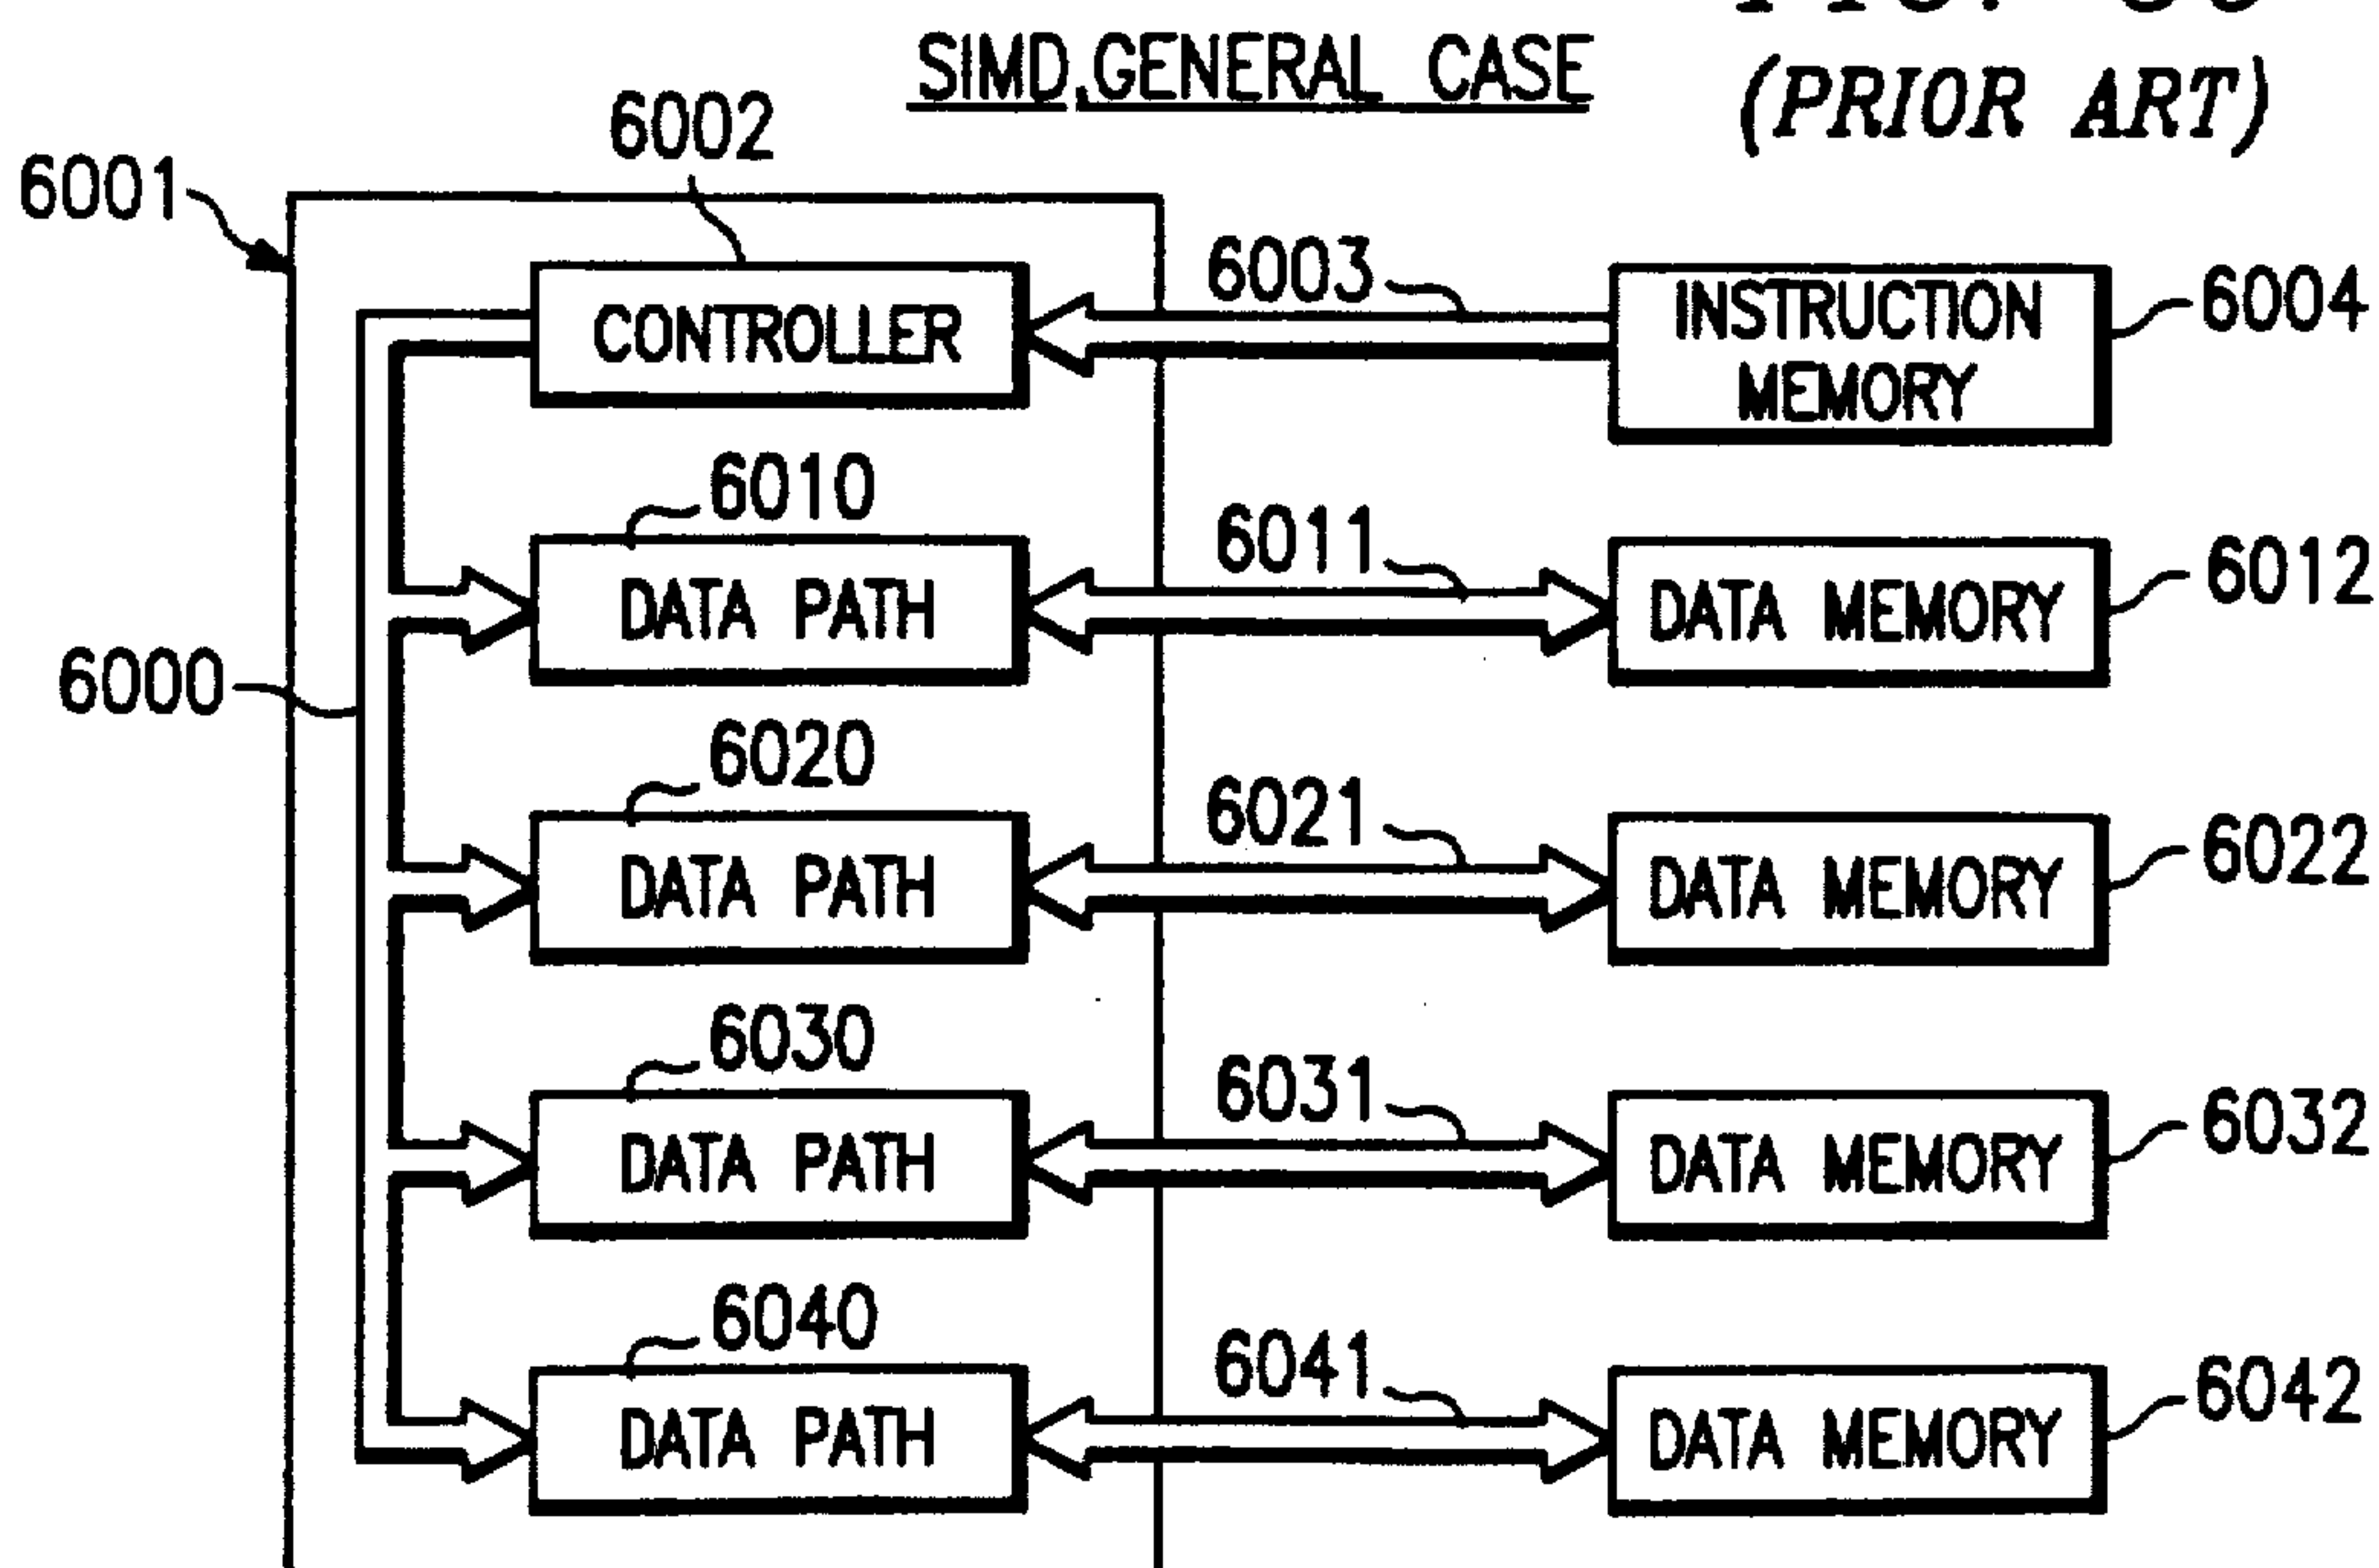 SIMD.GENERAL CASE
(PRIOR ART)
6002
6001
6003
CONTROLLER
INSTRUCTION
MEMORY
6004
6010
6011
DATA PATH
DATA MEMORY
6012
6000
6020
6021
DATA PATH
DATA MEMORY
6022
6030
6031
DATA PATH
DATA MEMORY
6032
6040
6041
DATA PATH
DATA MEMORY
6042